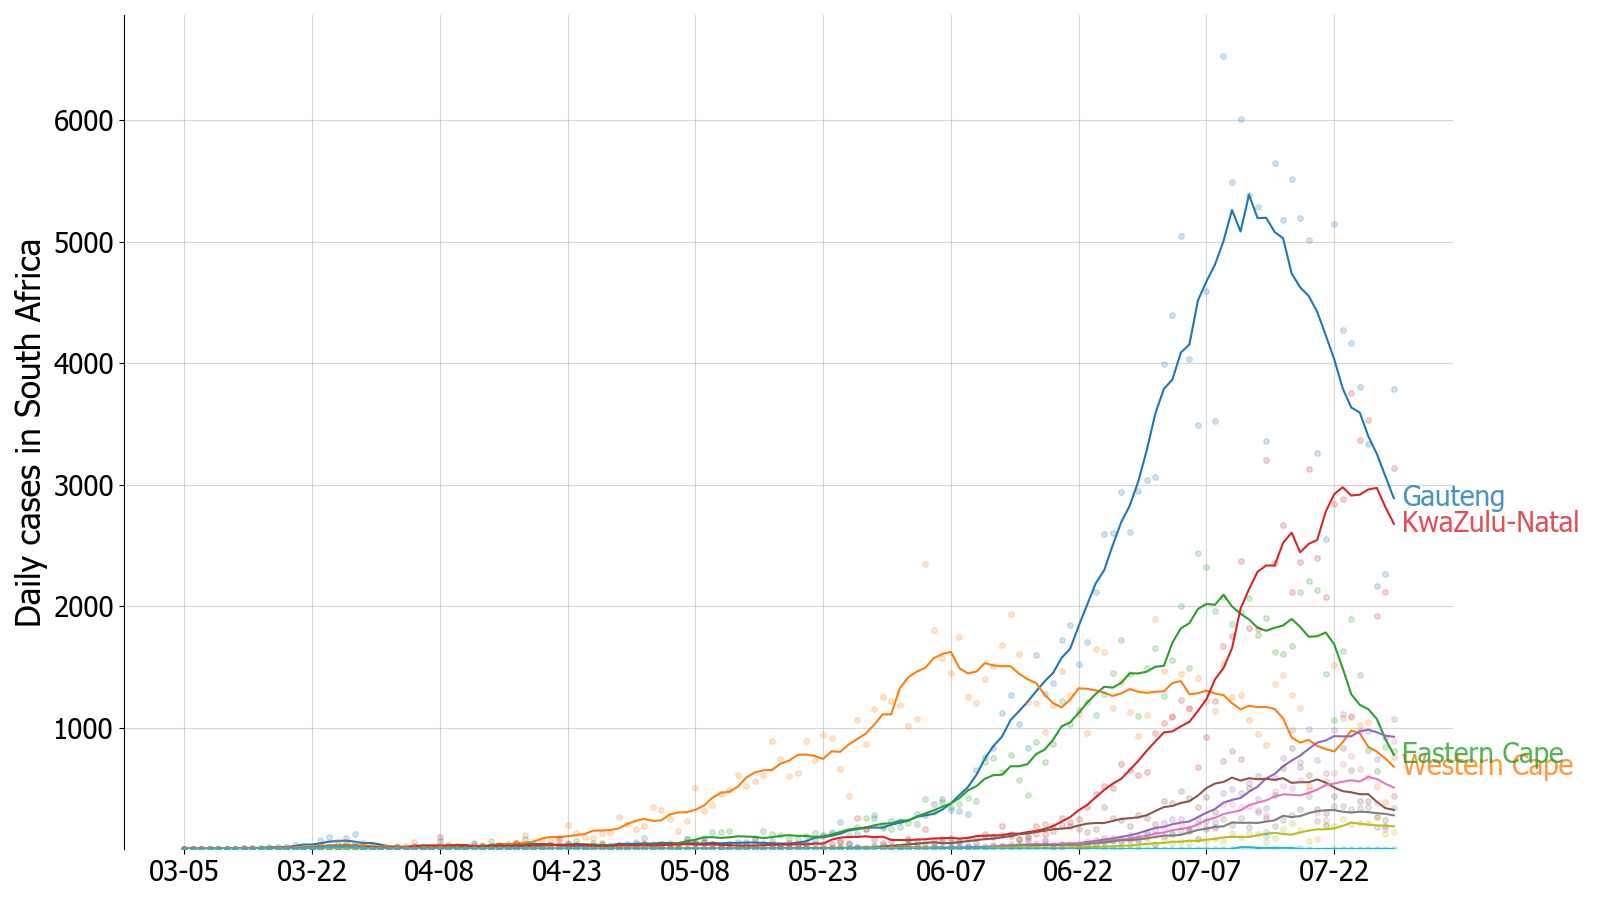 Daily cases in South Africa
6000
5000
4000
3000
2000
1000
Gauteng
KwaZulu-Natal
Eastern Cape
Western Cape
03-05 03-22 04-08 04-23 05-08 05-23 06-07 06-22 07-07 07-22